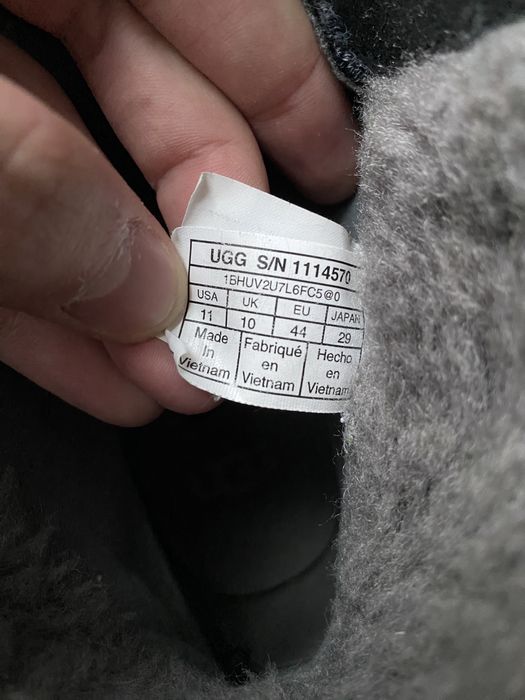 UGG S/N 1114570
1BHUV2U7L6FC5@0
USA UK EU JAPAN
11 10 44 29
Made Fabriqué Hecho
In en en
Vietnam Vietnam Vietnam
UGG